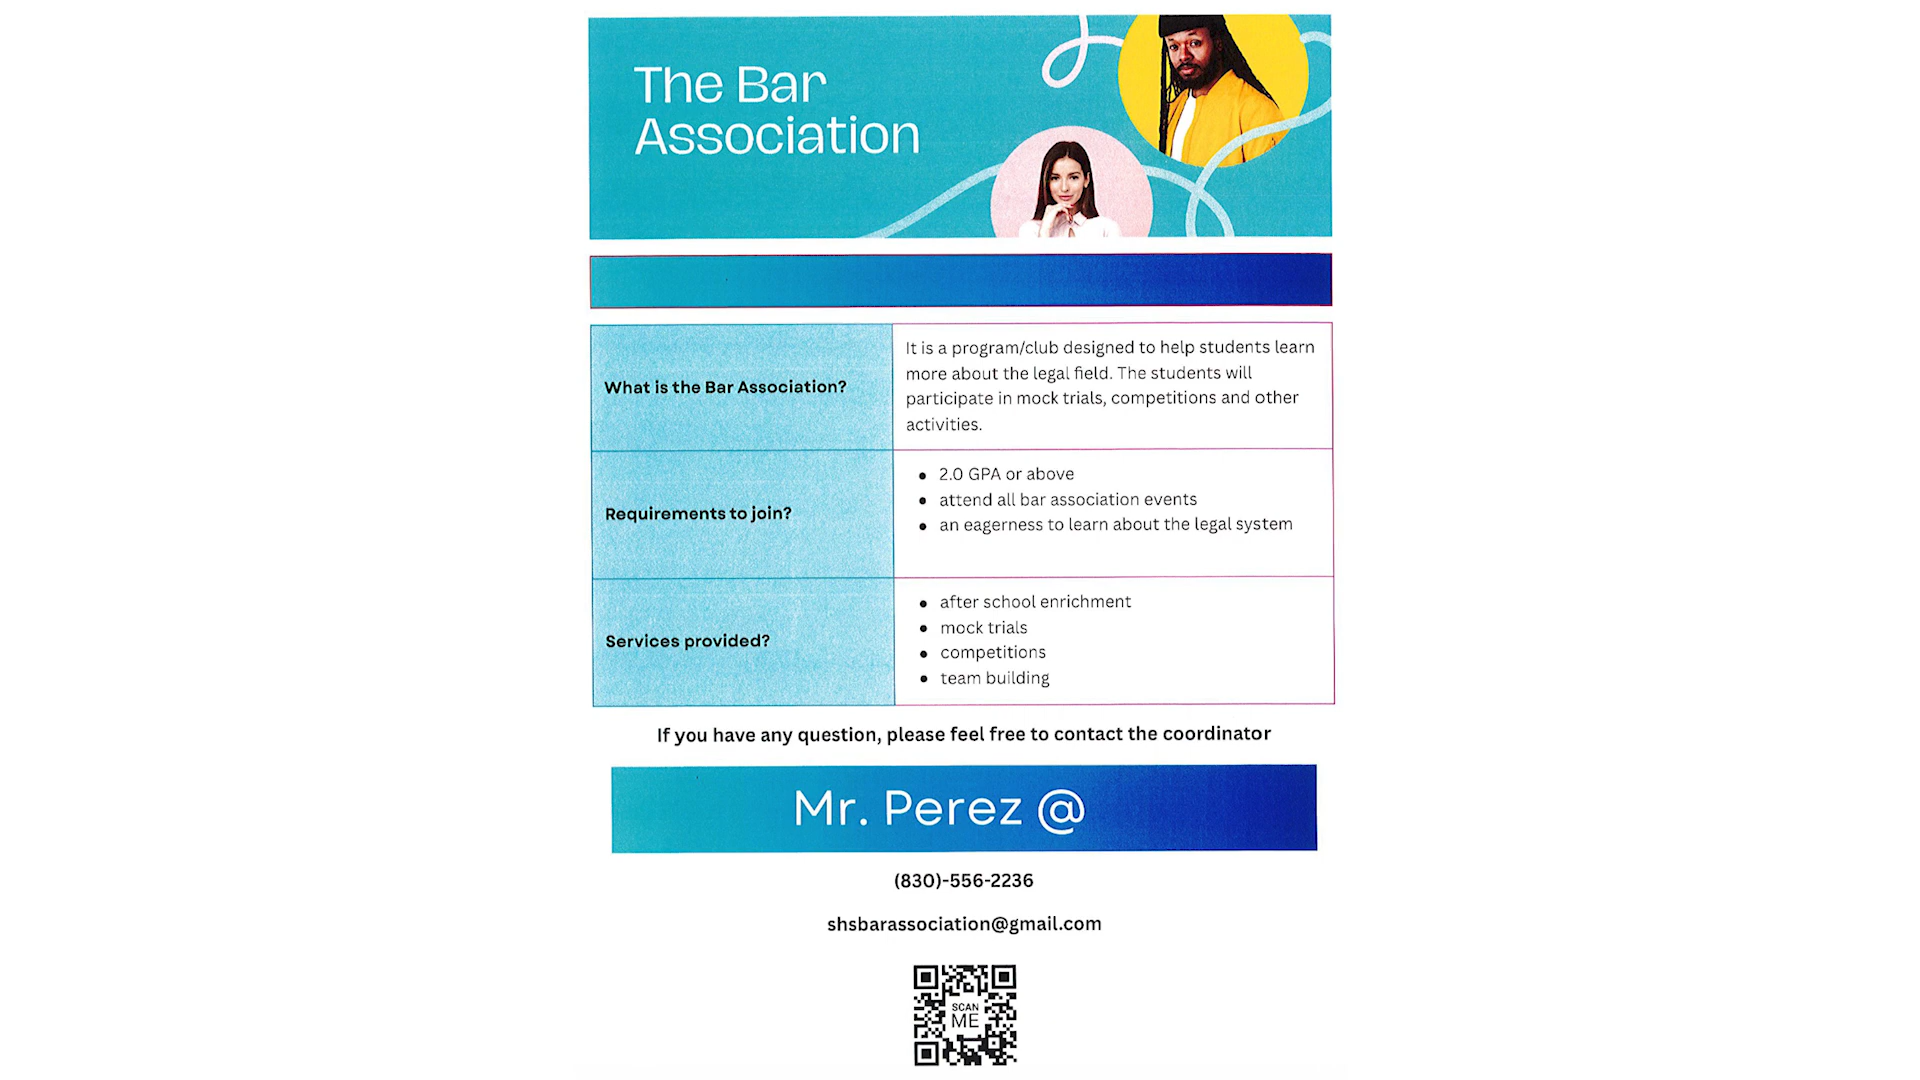 The Bar
Association
What is the Bar Association?
It is a program/club designed to help students learn
more about the legal field. The students will
participate in mock trials, competitions and other
activities.
Requirements to join?
● 2.0 GPA or above
● attend all bar association events
● an eagerness to learn about the legal system
Services provided?
● after school enrichment
● mock trials
● competitions
● team building
If you have any question, please feel free to contact the coordinator
Mr. Perez @
(830)-556-2236
shsbarassociation@gmail.com
SCAN
ME